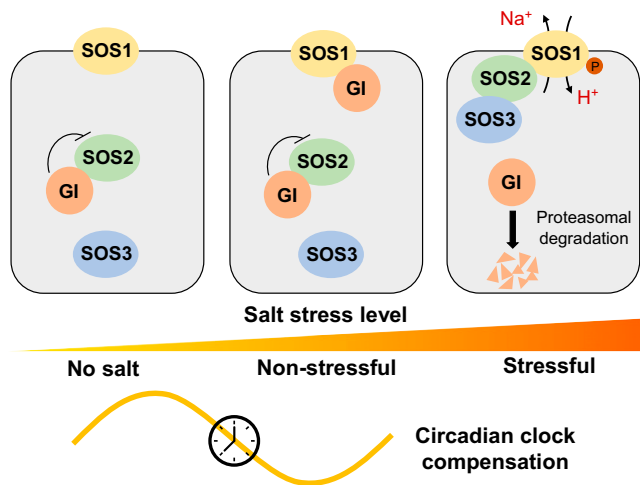 SOS1
SOS2
GI
SOS3
SOS1
GI
SOS2
GI
SOS3
Na⁺
SOS1
P
SOS2
H⁺
SOS3
GI
Proteasomal
degradation
Salt stress level
No salt
Non-stressful
Stressful
Circadian clock
compensation